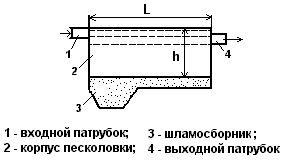 L
h
1
2
3
4
1 - входной патрубок;
3 - шламосборник;
2 - корпус песколовки;
4 - выходной патрубок